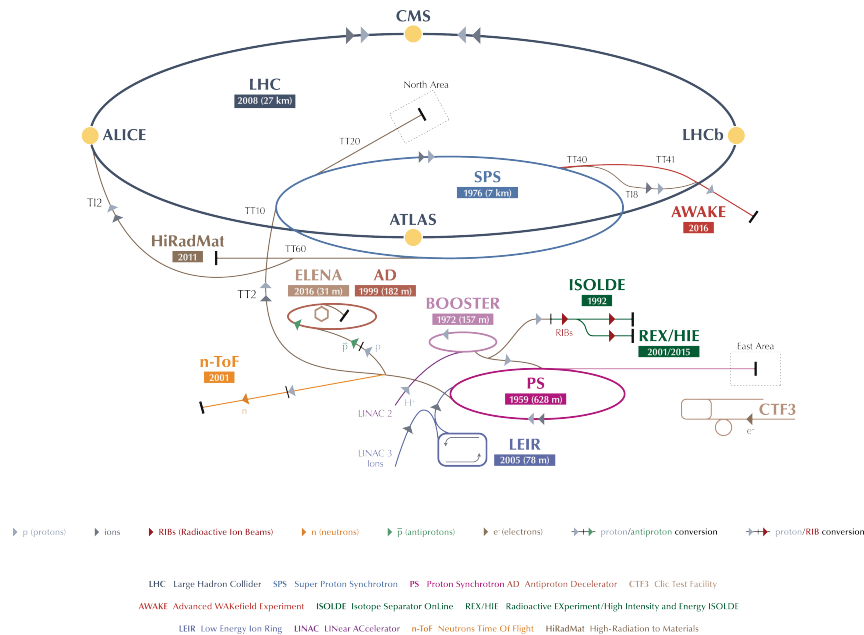 CMS
LHC
2008 (27 km)
North Area
ALICE
LHCb
TT20
TT40
TT41
SPS
1976 (7 km)
TI8
TI2
TT10
ATLAS
AWAKE
2016
HiRadMat
2011
TT60
ELENA
2016 (31 m)
AD
1999 (182 m)
TT2
ISOLDE
1992
BOOSTER
1972 (157 m)
RIBs
REX/HIE
2001/2015
p̅
p
East Area
n-ToF
2001
n
PS
1959 (628 m)
H⁻
LINAC 2
CTF3
e⁻
LEIR
2005 (78 m)
LINAC 3
Ions
p (protons) ions RIBs (Radioactive Ion Beams) n (neutrons) p̅ (antiprotons) e⁻ (electrons) proton/antiproton conversion proton/RIB conversion
LHC Large Hadron Collider SPS Super Proton Synchrotron PS Proton Synchrotron AD Antiproton Decelerator CTF3 Clic Test Facility
AWAKE Advanced WAKefield Experiment ISOLDE Isotope Separator OnLine REX/HIE Radioactive EXperiment/High Intensity and Energy ISOLDE
LEIR Low Energy Ion Ring LINAC LINear ACcelerator n-ToF Neutrons Time Of Flight HiRadMat High-Radiation to Materials